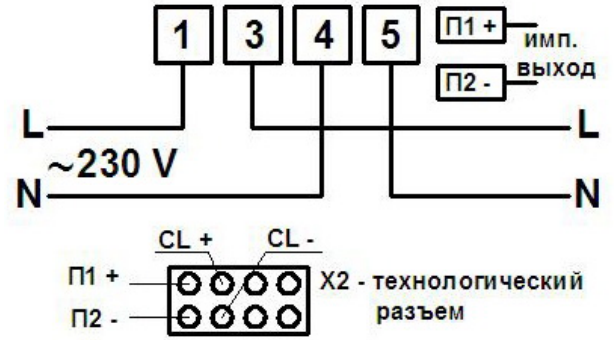 1 3 4 5 П1 + имп.
П2 - выход
L L
~230 V
N N
CL + CL -
П1 + X2 - технологический
П2 - разъем